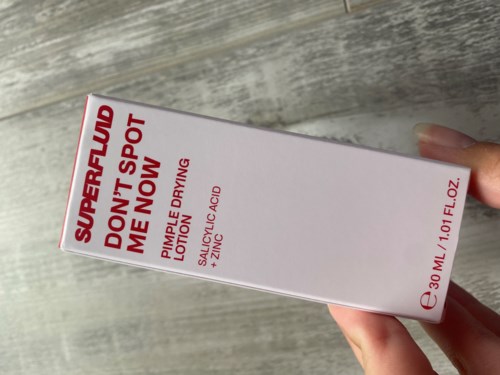 SUPERFLUID
DON'T SPOT
ME NOW
PIMPLE DRYING
LOTION
SALICYLIC ACID
+ ZINC
℮ 30 ML / 1.01 FL.OZ.